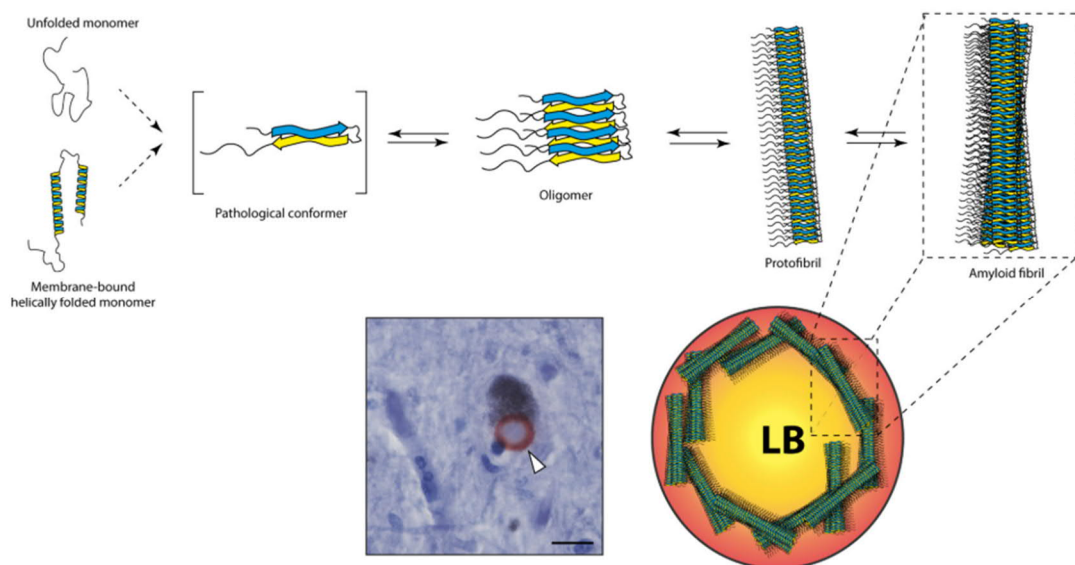 Unfolded monomer
Membrane-bound
helically folded monomer
Pathological conformer
Oligomer
Protofibril
Amyloid fibril
LB